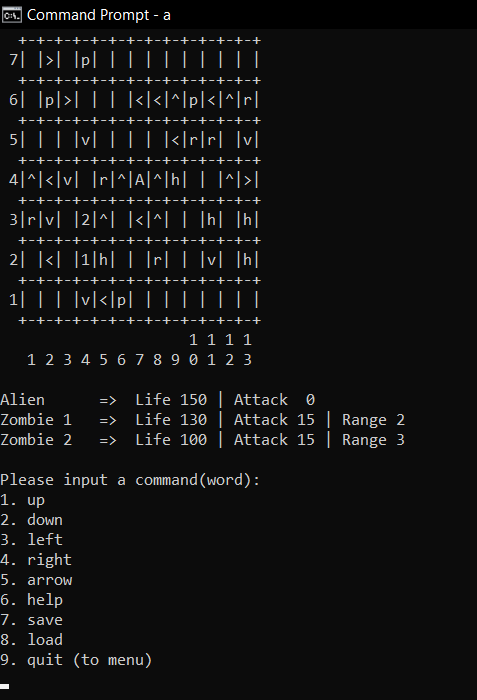 Command Prompt - a
  +-+-+-+-+-+-+-+-+-+-+-+-+-+
 7| |>| |p| | | | | | | | | |
  +-+-+-+-+-+-+-+-+-+-+-+-+-+
 6| |p|>| | | |<|<|^|p|<|^|r|
  +-+-+-+-+-+-+-+-+-+-+-+-+-+
 5| | | |v| | | | |<|r|r| |v|
  +-+-+-+-+-+-+-+-+-+-+-+-+-+
 4|^|<|v| |r|^|A|^|h| | |^|>|
  +-+-+-+-+-+-+-+-+-+-+-+-+-+
 3|r|v| |2|^| |<|^| | |h| |h|
  +-+-+-+-+-+-+-+-+-+-+-+-+-+
 2| |<| |1|h| | |r| | |v| |h|
  +-+-+-+-+-+-+-+-+-+-+-+-+-+
 1| | | |v|<|p| | | | | | | |
  +-+-+-+-+-+-+-+-+-+-+-+-+-+
                     1 1 1 1
   1 2 3 4 5 6 7 8 9 0 1 2 3
Alien      =>  Life 150 | Attack  0
Zombie 1   =>  Life 130 | Attack 15 | Range 2
Zombie 2   =>  Life 100 | Attack 15 | Range 3
Please input a command(word):
1. up
2. down
3. left
4. right
5. arrow
6. help
7. save
8. load
9. quit (to menu)